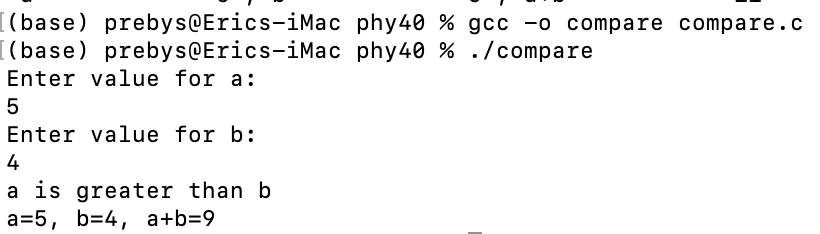 (base) prebys@Erics-iMac phy40 % gcc -o compare compare.c
(base) prebys@Erics-iMac phy40 % ./compare
Enter value for a:
5
Enter value for b:
4
a is greater than b
a=5, b=4, a+b=9